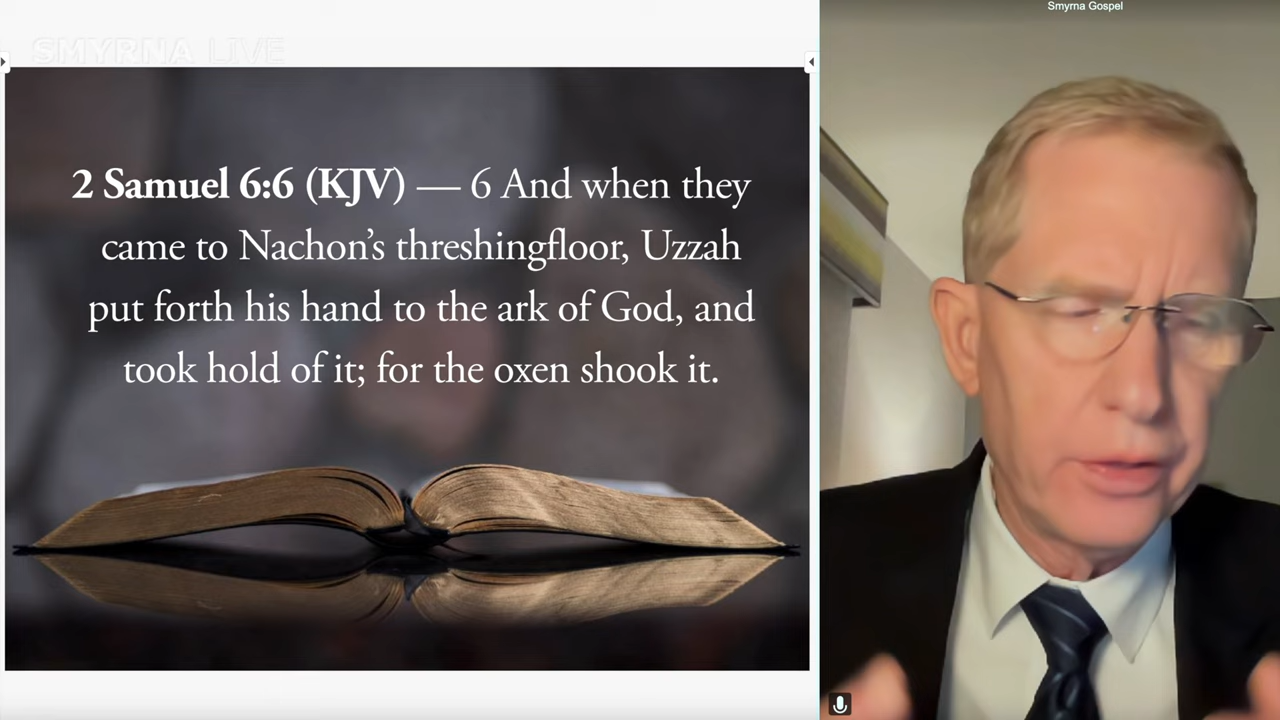 SMYRNA LIVE
2 Samuel 6:6 (KJV) — 6 And when they
came to Nachon’s threshingfloor, Uzzah
put forth his hand to the ark of God, and
took hold of it; for the oxen shook it.
Smyrna Gospel